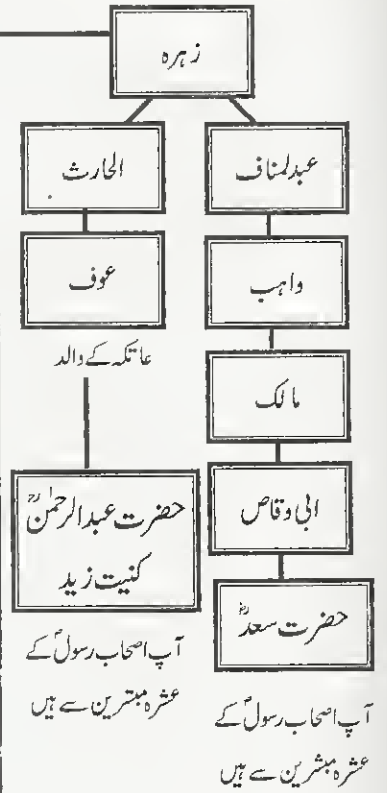 زہرہ
عبدلمناف
الحارث
واہب
عوف
عاتکہ کے والد
مالک
ابی وقاص
حضرت عبدالرحمٰنؓ
کنیت زید
حضرت سعدؓ
آپ اصحاب رسولؐ کے
عشرہ مبشرین سے ہیں
آپ اصحاب رسولؐ کے
عشرہ مبشرین سے ہیں